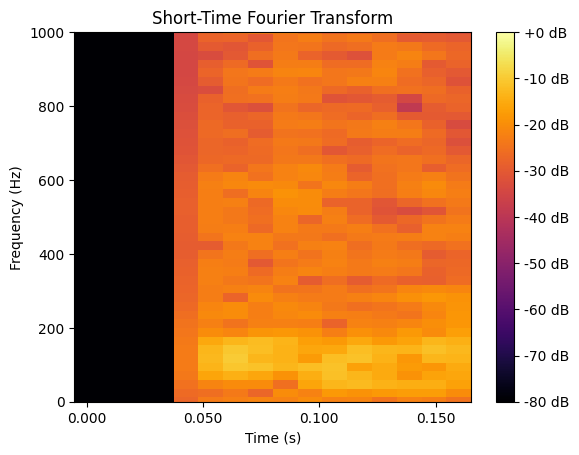 Short-Time Fourier Transform
1000
800
600
400
200
0
Frequency (Hz)
0.000
0.050
0.100
0.150
Time (s)
+0 dB
-10 dB
-20 dB
-30 dB
-40 dB
-50 dB
-60 dB
-70 dB
-80 dB